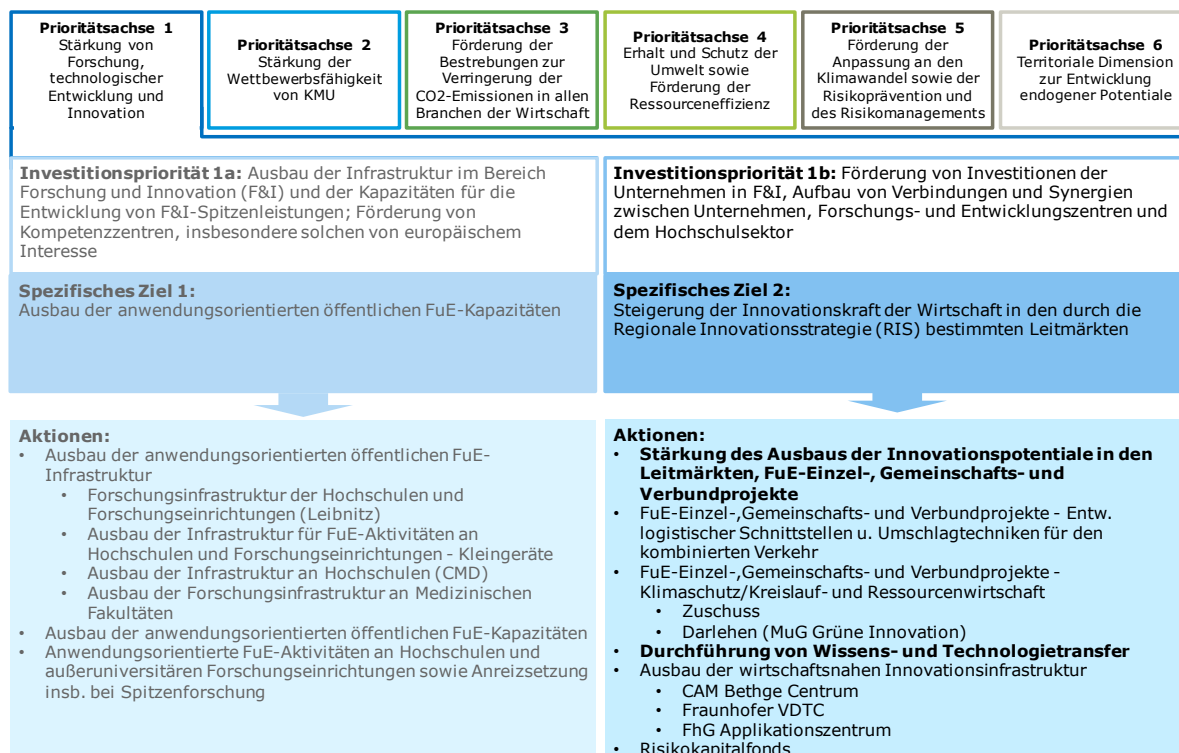 Prioritätsachse 1
Stärkung von
Forschung,
technologischer
Entwicklung und
Innovation
Prioritätsachse 2
Stärkung der
Wettbewerbsfähigkeit
von KMU
Prioritätsachse 3
Förderung der
Bestrebungen zur
Verringerung der
CO2-Emissionen in allen
Branchen der Wirtschaft
Prioritätsachse 4
Erhalt und Schutz der
Umwelt sowie
Förderung der
Ressourceneffizienz
Prioritätsachse 5
Förderung der
Anpassung an den
Klimawandel sowie der
Risikoprävention und
des Risikomanagements
Prioritätsachse 6
Territoriale Dimension
zur Entwicklung
endogener Potentiale
Investitionspriorität 1a: Ausbau der Infrastruktur im Bereich
Forschung und Innovation (F&I) und der Kapazitäten für die
Entwicklung von F&I-Spitzenleistungen; Förderung von
Kompetenzzentren, insbesondere solchen von europäischem
Interesse
Spezifisches Ziel 1:
Ausbau der anwendungsorientierten öffentlichen FuE-Kapazitäten
Aktionen:
• Ausbau der anwendungsorientierten öffentlichen FuE-
Infrastruktur
• Forschungsinfrastruktur der Hochschulen und
Forschungseinrichtungen (Leibnitz)
• Ausbau der Infrastruktur für FuE-Aktivitäten an
Hochschulen und Forschungseinrichtungen - Kleingeräte
• Ausbau der Infrastruktur an Hochschulen (CMD)
• Ausbau der Forschungsinfrastruktur an Medizinischen
Fakultäten
• Ausbau der anwendungsorientierten öffentlichen FuE-Kapazitäten
• Anwendungsorientierte FuE-Aktivitäten an Hochschulen und
außeruniversitären Forschungseinrichtungen sowie Anreizsetzung
insb. bei Spitzenforschung
Investitionspriorität 1b: Förderung von Investitionen der
Unternehmen in F&I, Aufbau von Verbindungen und Synergien
zwischen Unternehmen, Forschungs- und Entwicklungszentren und
dem Hochschulsektor
Spezifisches Ziel 2:
Steigerung der Innovationskraft der Wirtschaft in den durch die
Regionale Innovationsstrategie (RIS) bestimmten Leitmärkten
Aktionen:
• Stärkung des Ausbaus der Innovationspotentiale in den
Leitmärkten, FuE-Einzel-, Gemeinschafts- und
Verbundprojekte
• FuE-Einzel-,Gemeinschafts- und Verbundprojekte - Entw.
logistischer Schnittstellen u. Umschlagtechniken für den
kombinierten Verkehr
• FuE-Einzel-,Gemeinschafts- und Verbundprojekte -
Klimaschutz/Kreislauf- und Ressourcenwirtschaft
• Zuschuss
• Darlehen (MuG Grüne Innovation)
• Durchführung von Wissens- und Technologietransfer
• Ausbau der wirtschaftsnahen Innovationsinfrastruktur
• CAM Bethge Centrum
• Fraunhofer VDTC
• FhG Applikationszentrum
• Risikokapitalfonds